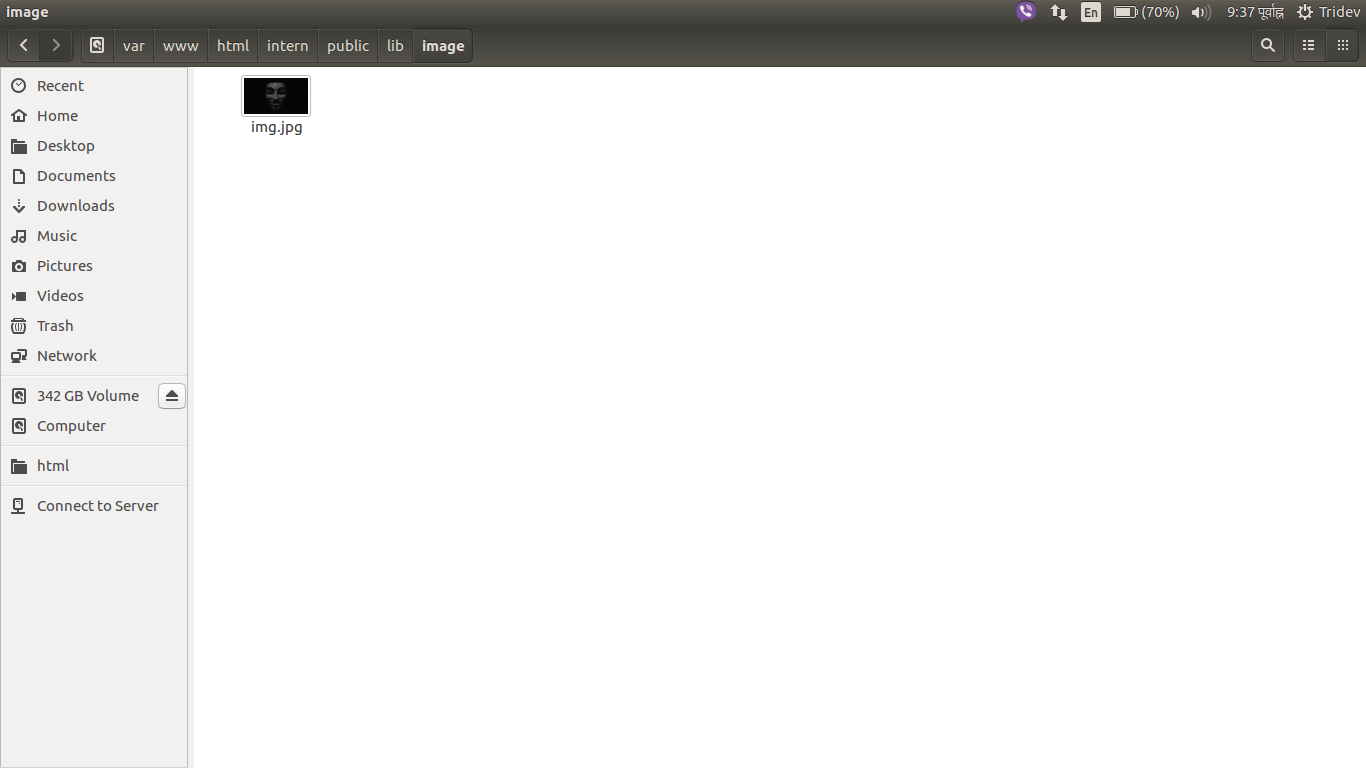 image
En
(70%)
9:37 पूर्वाह्न
Tridev
var
www
html
intern
public
lib
image
Recent
Home
Desktop
Documents
Downloads
Music
Pictures
Videos
Trash
Network
342 GB Volume
Computer
html
Connect to Server
img.jpg